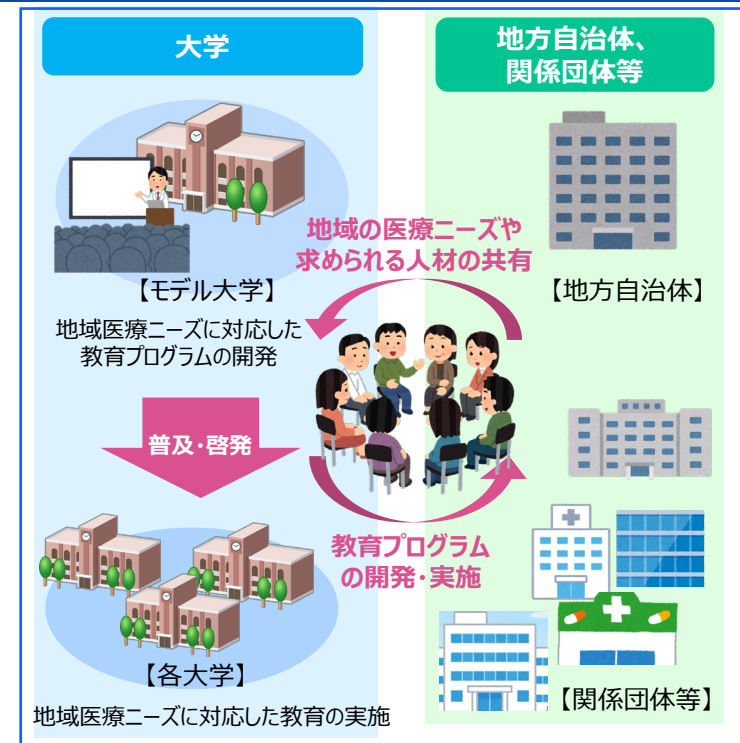 大学
地方自治体、
関係団体等
地域の医療ニーズや
求められる人材の共有
【モデル大学】
地域医療ニーズに対応した
教育プログラムの開発
【地方自治体】
普及・啓発
教育プログラム
の開発・実施
【各大学】
地域医療ニーズに対応した教育の実施
【関係団体等】